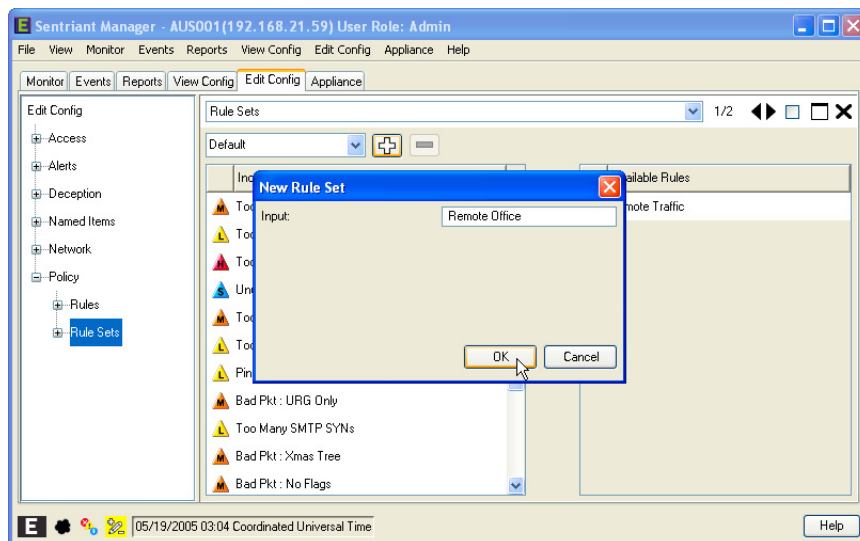 Sentriant Manager - AUS001(192.168.21.59) User Role: Admin
File View Monitor Events Reports View Config Edit Config Appliance Help
Monitor Events Reports View Config Edit Config Appliance
Edit Config
Access
Alerts
Deception
Named Items
Network
Policy
Rules
Rule Sets
Rule Sets 1/2
Default
New Rule Set
Input: Remote Office
OK Cancel
Available Rules
Remote Traffic
Bad Pkt : URG Only
Too Many SMTP SYNs
Bad Pkt : Xmas Tree
Bad Pkt : No Flags
05/19/2005 03:04 Coordinated Universal Time
Help